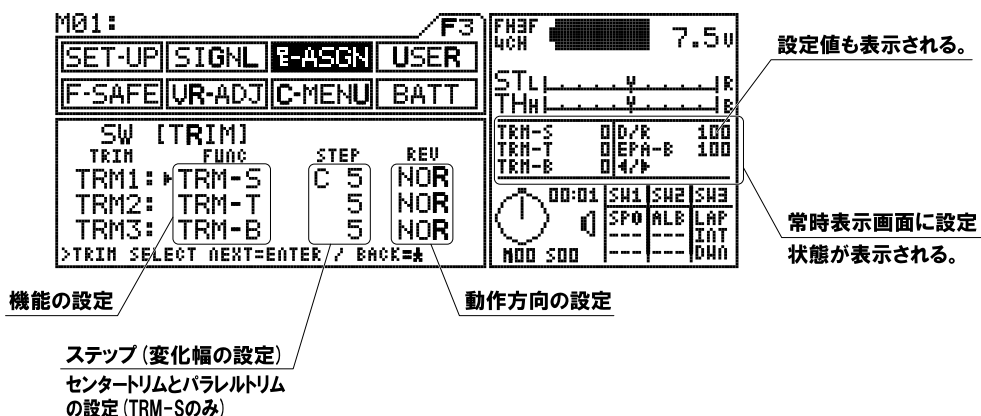 M01:
F3
SET-UP SIGNL E-ASGN USER
F-SAFE VR-ADJ C-MENU BATT
SW [TRIM]
TRIM FUNC STEP REV
TRM1: TRM-S C 5 NOR
TRM2: TRM-T 5 NOR
TRM3: TRM-B 5 NOR
>TRIM SELECT NEXT=ENTER / BACK=
FH3F
4CH
7.5v
STL R
THH B
TRM-S 0 D/R 100
TRM-T 0 EPA-B 100
TRM-B 0
00:01 SW1 SW2 SW3
SP0 ALB LAP
--- --- INT
--- --- DWN
M00 S00
設定値も表示される。
常時表示画面に設定
状態が表示される。
機能の設定
動作方向の設定
ステップ(変化幅の設定)
センタートリムとパラレルトリム
の設定(TRM-Sのみ)